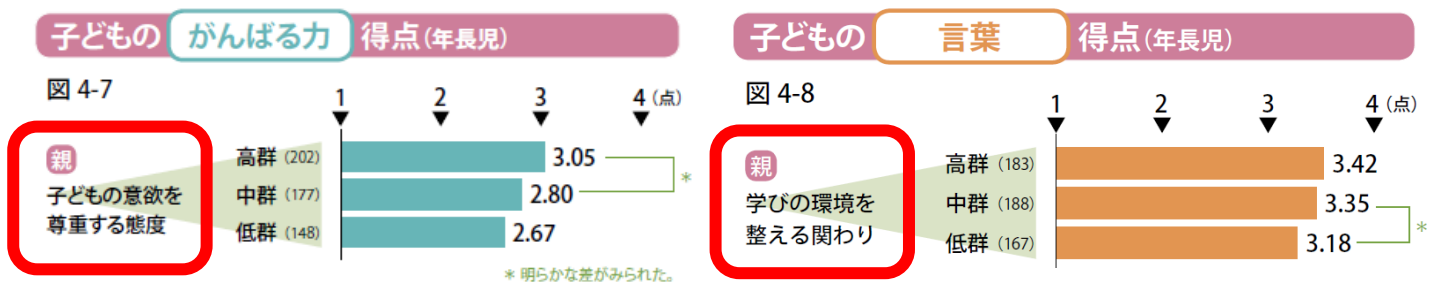 子どもの がんばる力 得点（年長児）
図 4-7
1 2 3 4（点）
親
子どもの意欲を
尊重する態度
高群（202） 3.05
中群（177） 2.80
低群（148） 2.67
＊
＊ 明らかな差がみられた。
子どもの 言葉 得点（年長児）
図 4-8
1 2 3 4（点）
親
学びの環境を
整える関わり
高群（183） 3.42
中群（188） 3.35
低群（167） 3.18
＊